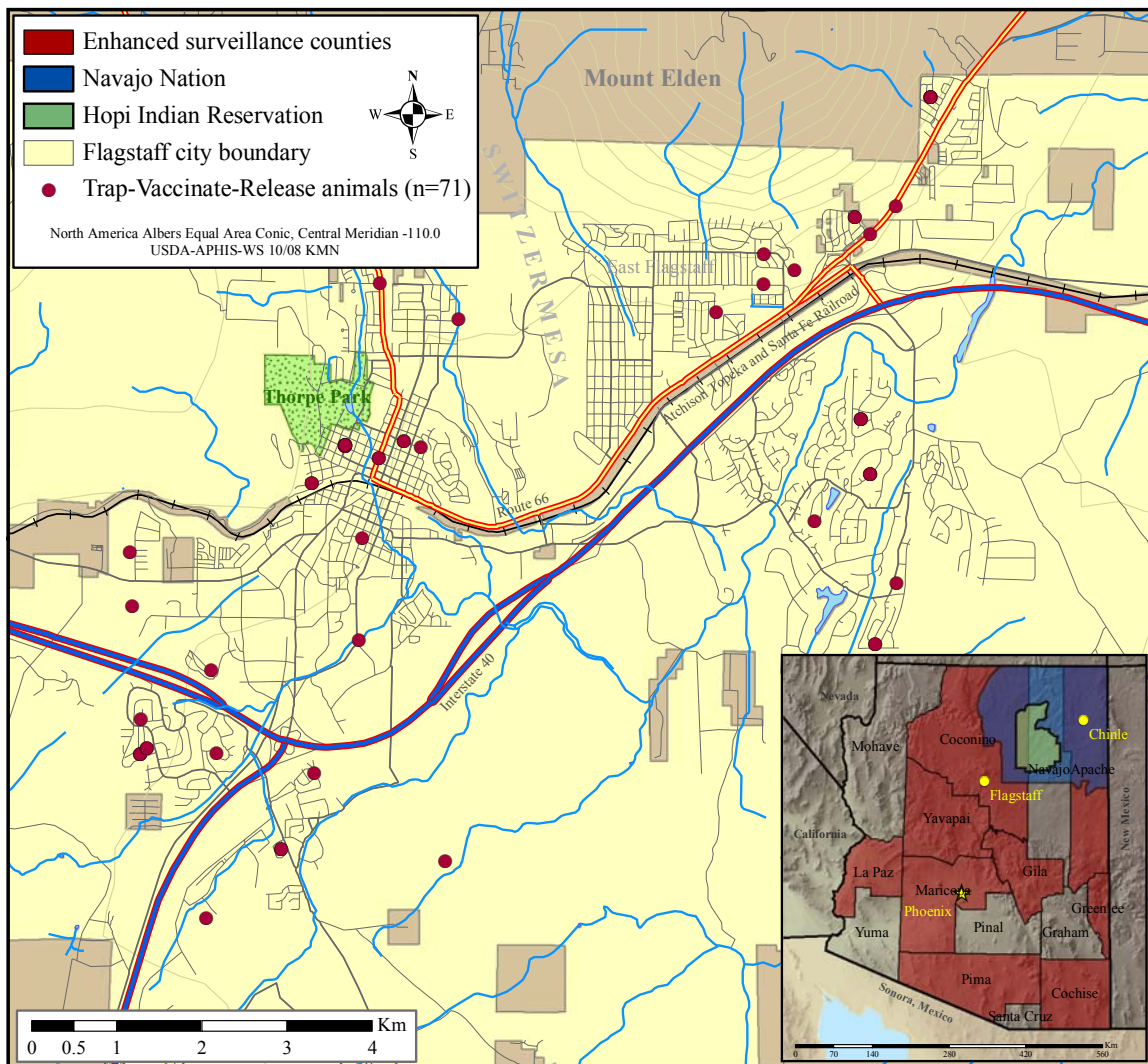 Enhanced surveillance counties
Navajo Nation
Hopi Indian Reservation
Flagstaff city boundary
Trap-Vaccinate-Release animals (n=71)
North America Albers Equal Area Conic, Central Meridian -110.0
USDA-APHIS-WS 10/08 KMN
N
W
E
S
Mount Elden
SWITZER MESA
East Flagstaff
Thorpe Park
Atchison Topeka and Santa Fe Railroad
Route 66
Interstate 40
Km
0 0.5 1 2 3 4
Nevada
Mohave
Coconino
Chinle
Navajo
Apache
Flagstaff
Yavapai
California
New Mexico
La Paz
Gila
Maricopa
Phoenix
Greenlee
Yuma
Pinal
Graham
Pima
Cochise
Sonora, Mexico
Santa Cruz
Km
0 70 140 280 420 560